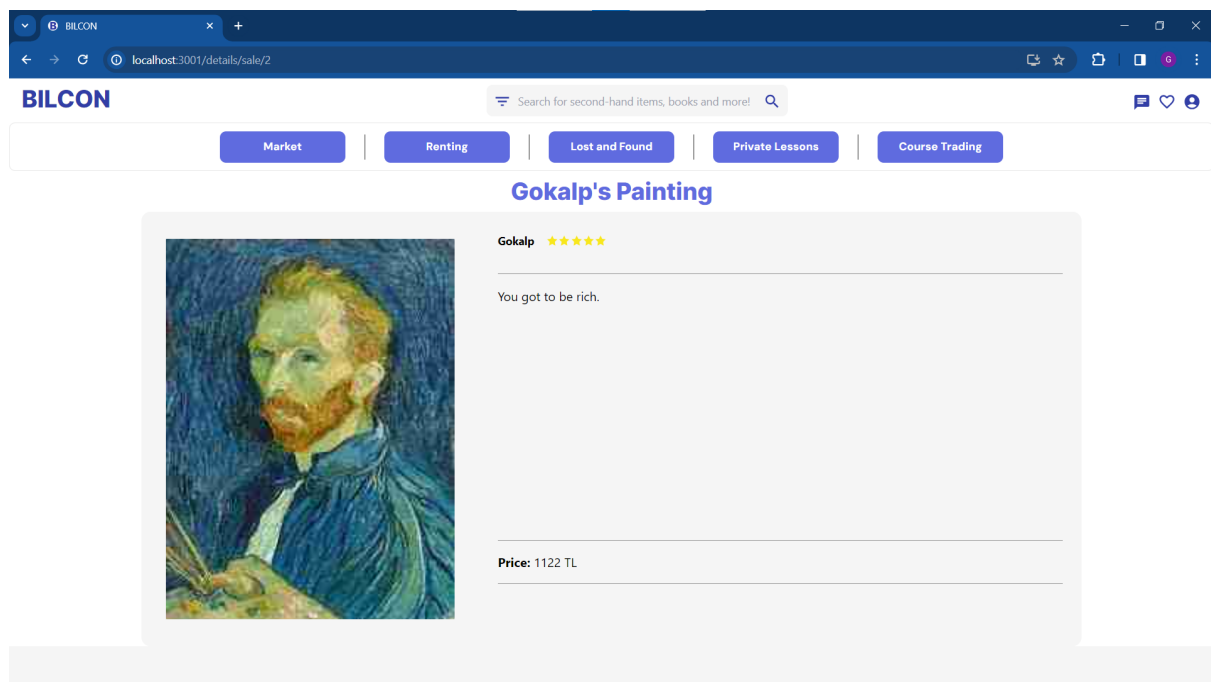 BILCON
localhost:3001/details/sale/2
G
BILCON
Search for second-hand items, books and more!
Market
Renting
Lost and Found
Private Lessons
Course Trading
Gokalp's Painting
Gokalp
You got to be rich.
Price: 1122 TL